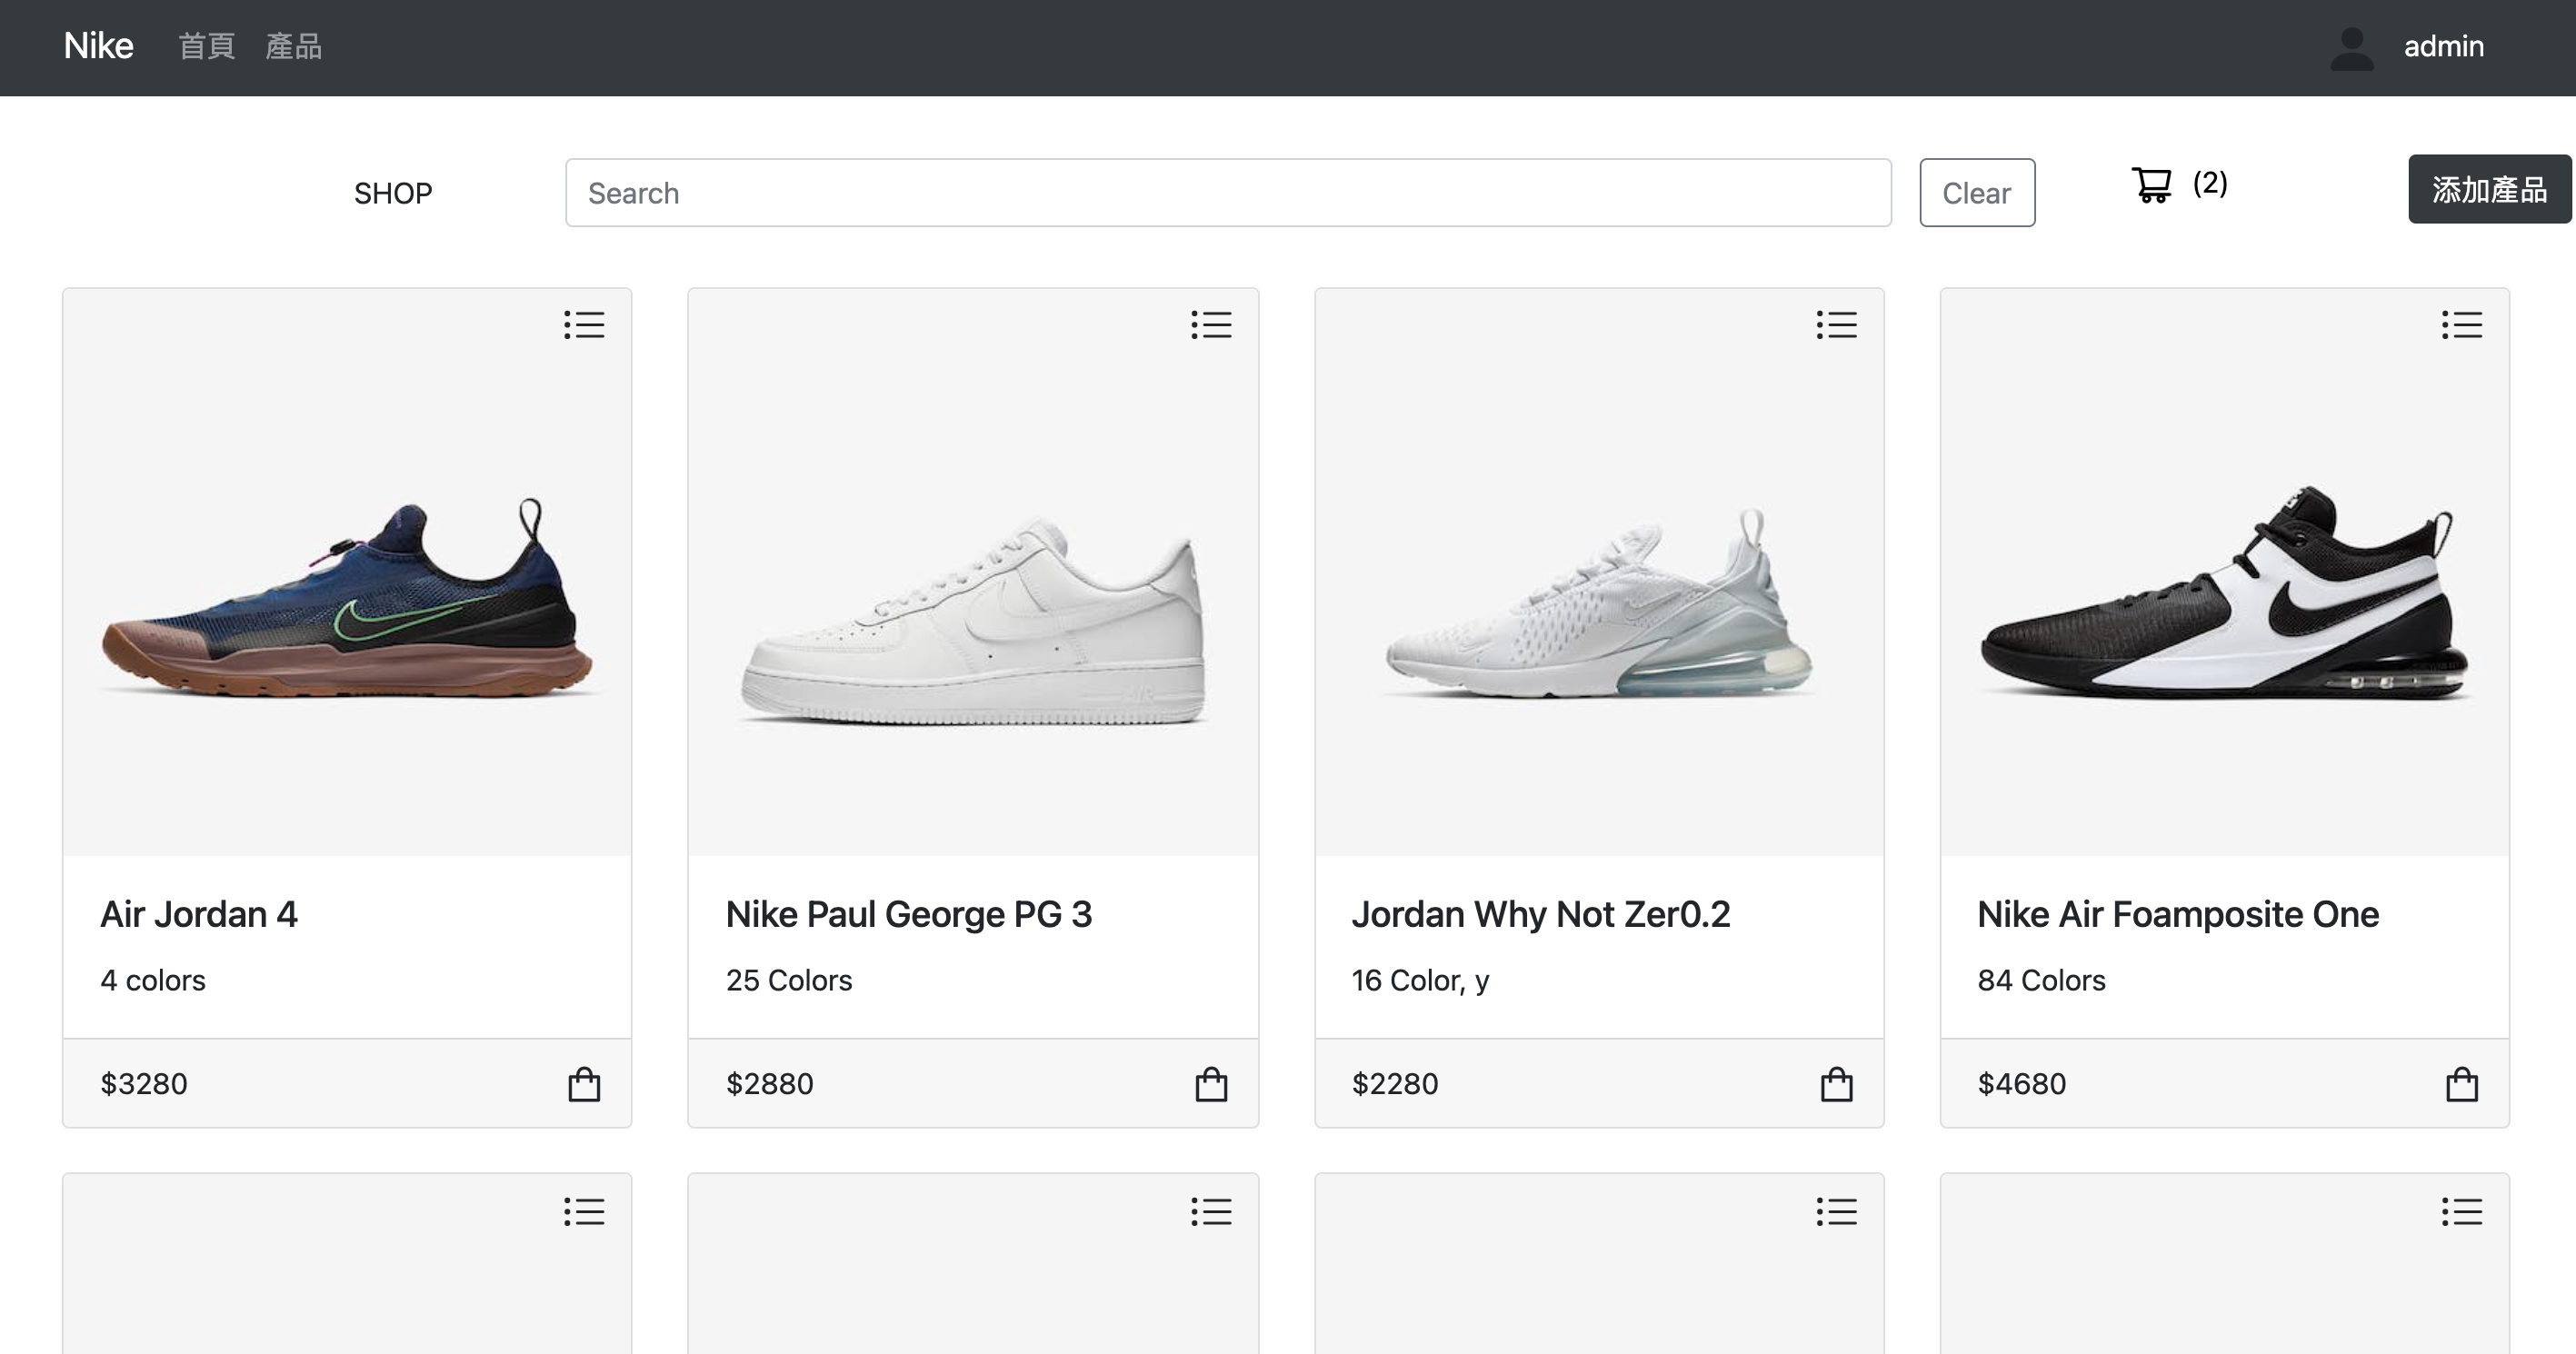 Nike 首頁 產品 admin
SHOP Search Clear (2) 添加產品
Air Jordan 4
4 colors
$3280
Nike Paul George PG 3
25 Colors
$2880
AIR
Jordan Why Not Zer0.2
16 Color, y
$2280
Nike Air Foamposite One
84 Colors
$4680